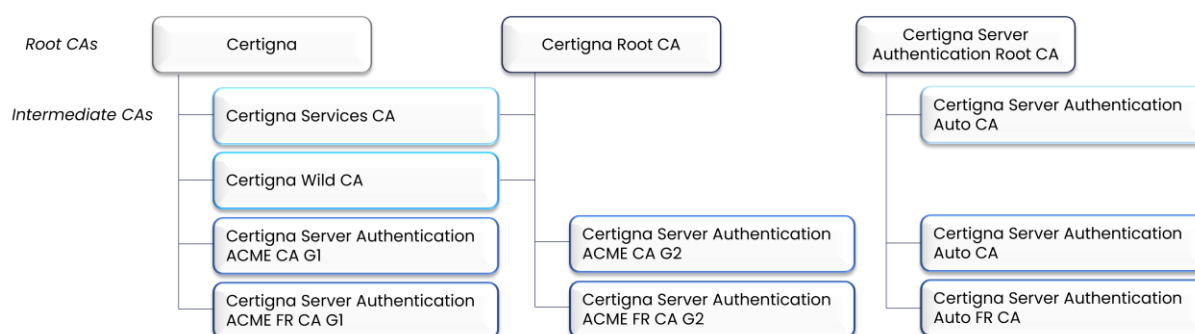 Root CAs
Certigna
Certigna Root CA
Certigna Server
Authentication Root CA
Intermediate CAs
Certigna Services CA
Certigna Server Authentication
Auto CA
Certigna Wild CA
Certigna Server Authentication
ACME CA G1
Certigna Server Authentication
ACME CA G2
Certigna Server Authentication
Auto CA
Certigna Server Authentication
ACME FR CA G1
Certigna Server Authentication
ACME FR CA G2
Certigna Server Authentication
Auto FR CA